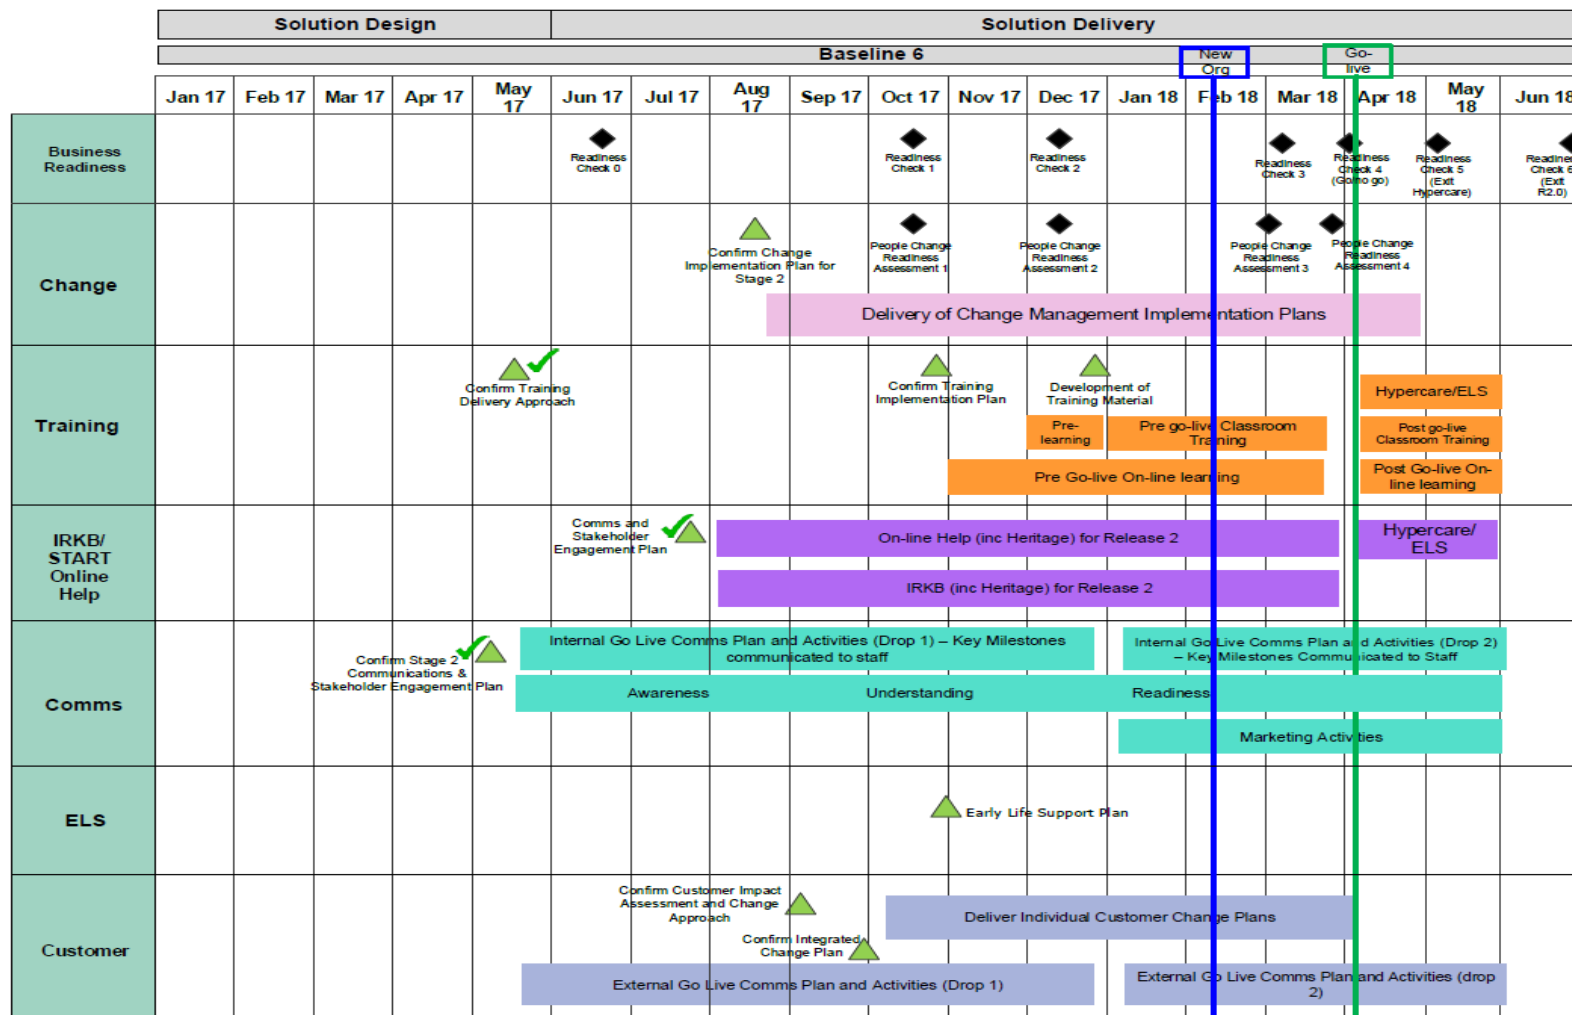 Solution Design
Solution Delivery
Baseline 6
New
Org
Go-
live
Jan 17
Feb 17
Mar 17
Apr 17
May
17
Jun 17
Jul 17
Aug
17
Sep 17
Oct 17
Nov 17
Dec 17
Jan 18
Feb 18
Mar 18
Apr 18
May
18
Jun 18
Business
Readiness
Readiness
Check 0
Readiness
Check 1
Readiness
Check 2
Readiness
Check 3
Readiness
Check 4
(Go/no go)
Readiness
Check 5
(Exit
Hypercare)
Readines
Check 6
(Exit
R2.0)
Change
Confirm Change
Implementation Plan for
Stage 2
People Change
Readiness
Assessment 1
People Change
Readiness
Assessment 2
People Change
Readiness
Assessment 3
People Change
Readiness
Assessment 4
Delivery of Change Management Implementation Plans
Training
Confirm Training
Delivery Approach
Confirm Training
Implementation Plan
Development of
Training Material
Hypercare/ELS
Pre-
learning
Pre go-live Classroom
Training
Post go-live
Classroom Training
Pre Go-live On-line learning
Post Go-live On-
line learning
IRKB/
START
Online
Help
Comms and
Stakeholder
Engagement Plan
On-line Help (inc Heritage) for Release 2
Hypercare/
ELS
IRKB (inc Heritage) for Release 2
Comms
Confirm Stage 2
Communications &
Stakeholder Engagement Plan
Internal Go Live Comms Plan and Activities (Drop 1) – Key Milestones
communicated to staff
Internal Go Live Comms Plan and Activities (Drop 2)
– Key Milestones Communicated to Staff
Awareness
Understanding
Readiness
Marketing Activities
ELS
Early Life Support Plan
Customer
Confirm Customer Impact
Assessment and Change
Approach
Confirm Integrated
Change Plan
Deliver Individual Customer Change Plans
External Go Live Comms Plan and Activities (Drop 1)
External Go Live Comms Plan and Activities (drop
2)